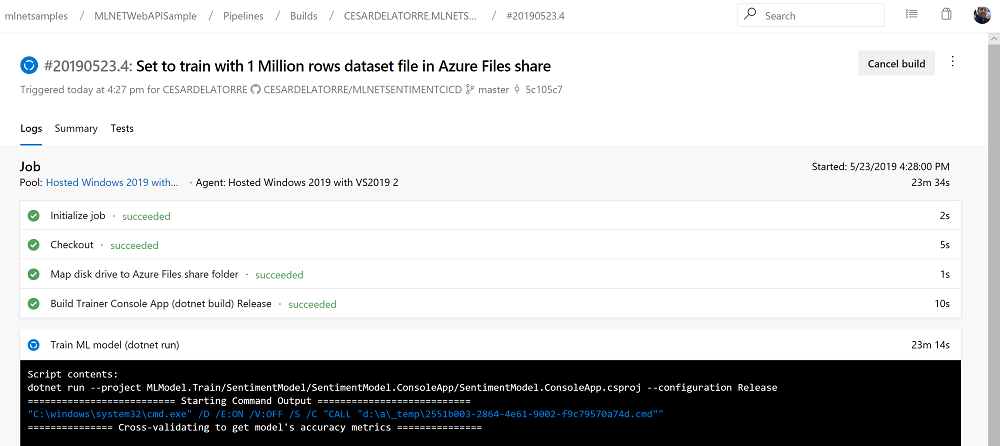 mlnetsamples / MLNETWebAPISample / Pipelines / Builds / CESARDELATORRE.MLNETS... / #20190523.4 Search
#20190523.4: Set to train with 1 Million rows dataset file in Azure Files share Cancel build
Triggered today at 4:27 pm for CESARDELATORRE CESARDELATORRE/MLNETSENTIMENTCICD master 5c105c7
Logs Summary Tests
Job Started: 5/23/2019 4:28:00 PM
Pool: Hosted Windows 2019 with... · Agent: Hosted Windows 2019 with VS2019 2 23m 34s
Initialize job · succeeded 2s
Checkout · succeeded 5s
Map disk drive to Azure Files share folder · succeeded 1s
Build Trainer Console App (dotnet build) Release · succeeded 10s
Train ML model (dotnet run) 23m 14s
Script contents:
dotnet run --project MLModel.Train/SentimentModel/SentimentModel.ConsoleApp/SentimentModel.ConsoleApp.csproj --configuration Release
========================== Starting Command Output ===========================
"C:\windows\system32\cmd.exe" /D /E:ON /V:OFF /S /C "CALL "d:\a\_temp\2551b003-2864-4e61-9002-f9c79570a74d.cmd""
=============== Cross-validating to get model's accuracy metrics ===============